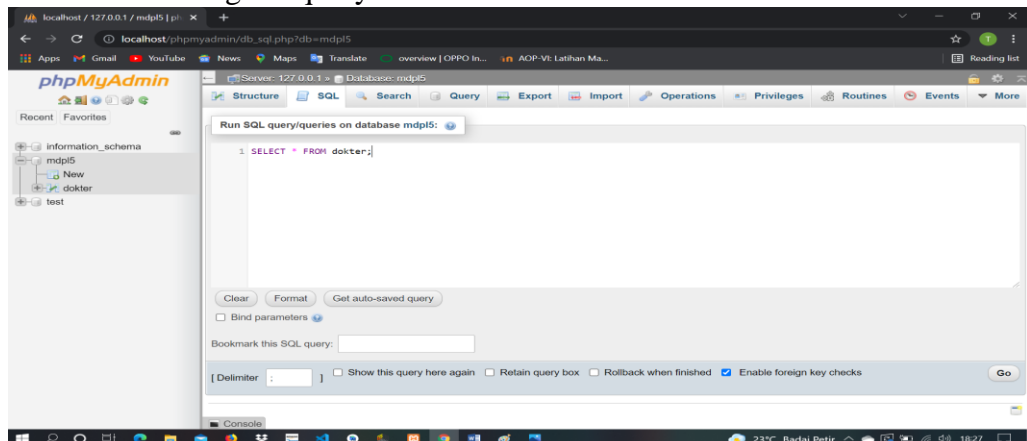 localhost / 127.0.0.1 / mdpl5 | ph
localhost/phpmyadmin/db_sql.php?db=mdpl5
Apps Gmail YouTube News Maps Translate overview | OPPO In... AOP-VI: Latihan Ma... Reading list
phpMyAdmin
Server: 127.0.0.1 » Database: mdpl5
Structure SQL Search Query Export Import Operations Privileges Routines Events More
Recent Favorites
Run SQL query/queries on database mdpl5:
information_schema
mdpl5
New
dokter
test
1 SELECT * FROM dokter;
Clear Format Get auto-saved query
Bind parameters
Bookmark this SQL query:
[ Delimiter ; ] Show this query here again Retain query box Rollback when finished Enable foreign key checks Go
Console
23°C Badai Petir 18:27